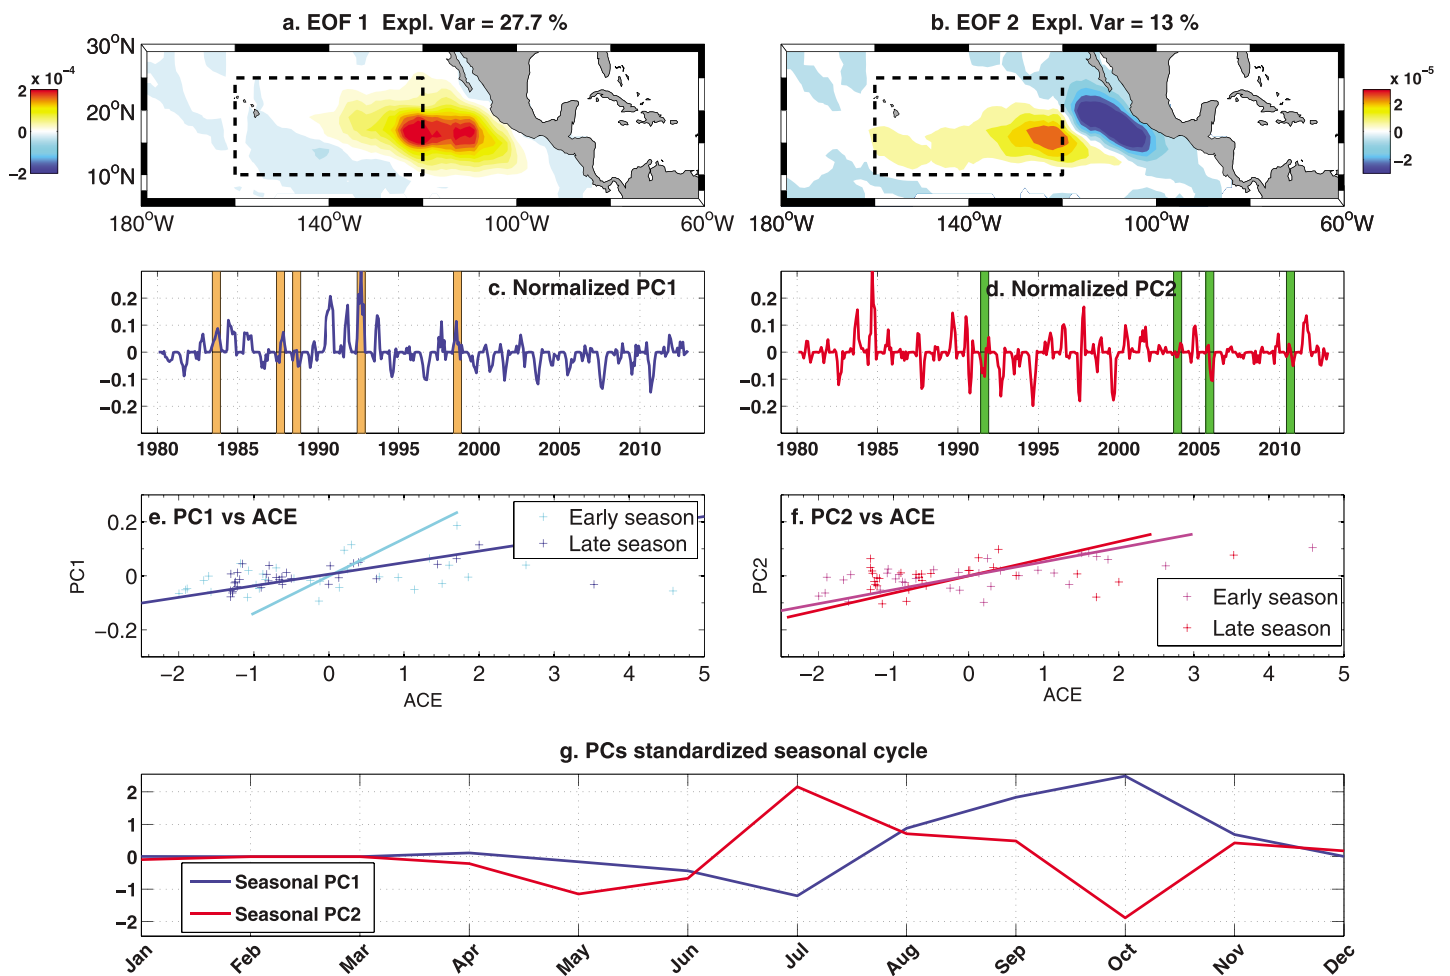 a. EOF 1 Expl. Var = 27.7 %
b. EOF 2 Expl. Var = 13 %
30°N
20°N
10°N
180°W
140°W
100°W
60°W
180°W
140°W
100°W
60°W
x 10⁻⁴
2
0
−2
x 10⁻⁵
2
0
−2
c. Normalized PC1
0.2
0.1
0
−0.1
−0.2
1980 1985 1990 1995 2000 2005 2010
d. Normalized PC2
0.2
0.1
0
−0.1
−0.2
1980 1985 1990 1995 2000 2005 2010
e. PC1 vs ACE
Early season
Late season
PC1
0.2
0
−0.2
−2 −1 0 1 2 3 4 5
ACE
f. PC2 vs ACE
Early season
Late season
PC2
0.2
0
−0.2
−2 −1 0 1 2 3 4 5
ACE
g. PCs standardized seasonal cycle
2
1
0
−1
−2
Seasonal PC1
Seasonal PC2
Jan Feb Mar Apr May Jun Jul Aug Sep Oct Nov Dec